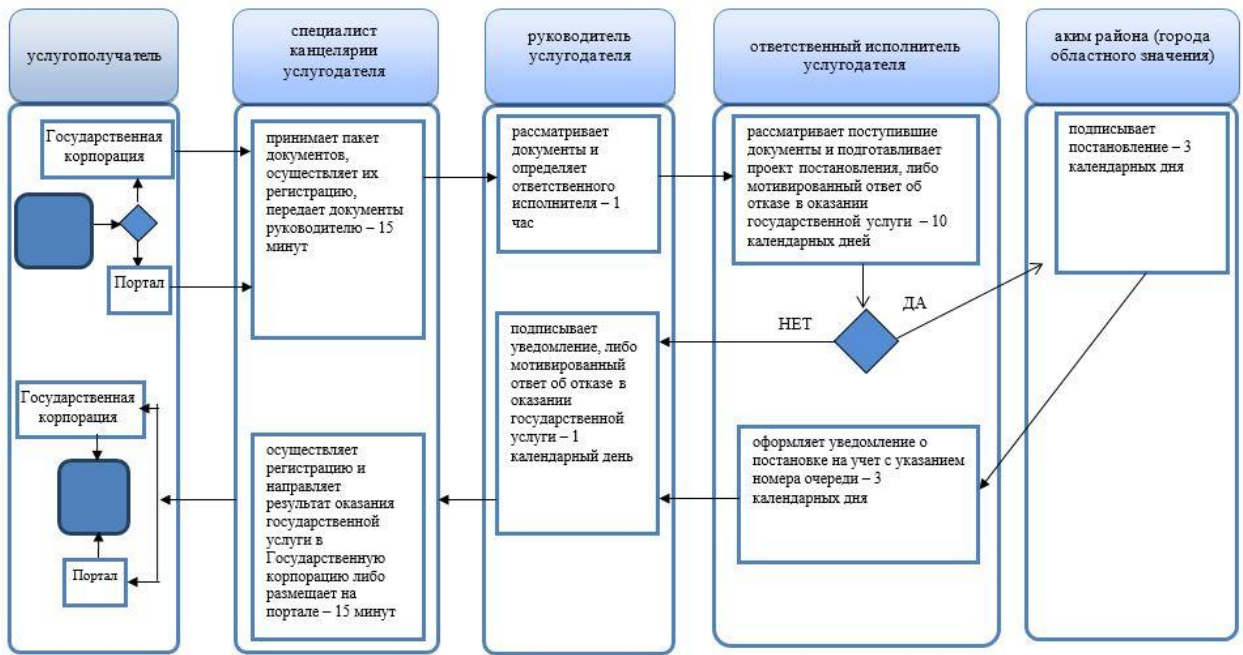 услугополучатель
специалист
канцелярии
услугодателя
руководитель
услугодателя
ответственный исполнитель
услугодателя
аким района (города
областного значения)
Государственная
корпорация
Портал
принимает пакет
документов,
осуществляет их
регистрацию,
передает документы
руководителю – 15
минут
рассматривает
документы и
определяет
ответственного
исполнителя – 1
час
рассматривает поступившие
документы и подготавливает
проект постановления, либо
мотивированный ответ об
отказе в оказании
государственной услуги – 10
календарных дней
подписывает
постановление – 3
календарных дня
НЕТ
ДА
подписывает
уведомление, либо
мотивированный
ответ об отказе в
оказании
государственной
услуги – 1
календарный день
оформляет уведомление о
постановке на учет с указанием
номера очереди – 3
календарных дня
осуществляет
регистрацию и
направляет
результат оказания
государственной
услуги в
Государственную
корпорацию либо
размещает на
портале – 15 минут
Государственная
корпорация
Портал